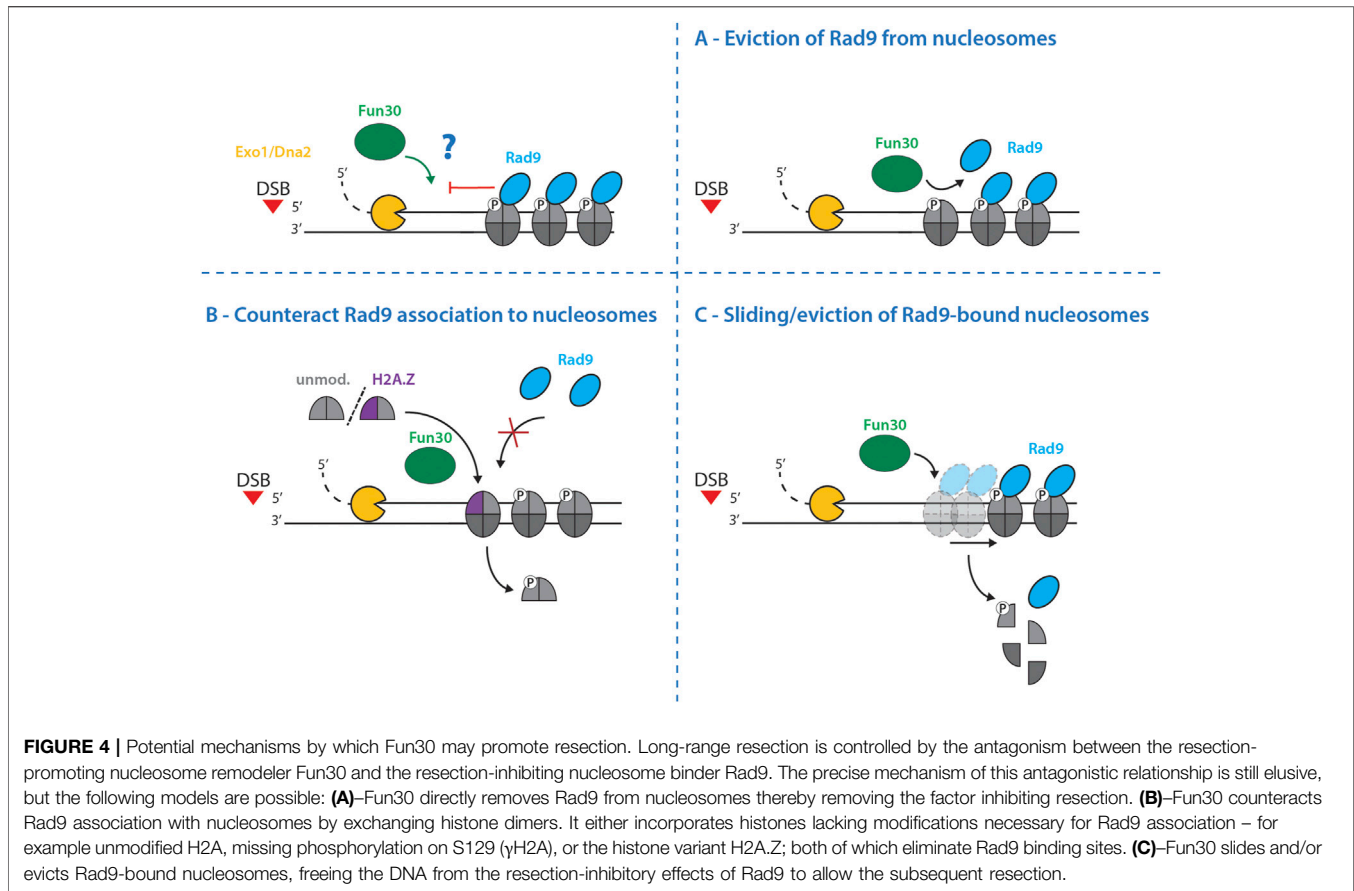 Fun30
?
Exo1/Dna2
Rad9
5'
DSB
5'
3'
P
P
P
A - Eviction of Rad9 from nucleosomes
Fun30
Rad9
5'
DSB
5'
3'
P
P
P
B - Counteract Rad9 association to nucleosomes
unmod.
H2A.Z
Rad9
Fun30
5'
DSB
5'
3'
P
P
P
C - Sliding/eviction of Rad9-bound nucleosomes
Fun30
Rad9
5'
DSB
5'
3'
P
P
P
FIGURE 4 | Potential mechanisms by which Fun30 may promote resection. Long-range resection is controlled by the antagonism between the resection-
promoting nucleosome remodeler Fun30 and the resection-inhibiting nucleosome binder Rad9. The precise mechanism of this antagonistic relationship is still elusive,
but the following models are possible: (A)–Fun30 directly removes Rad9 from nucleosomes thereby removing the factor inhibiting resection. (B)–Fun30 counteracts
Rad9 association with nucleosomes by exchanging histone dimers. It either incorporates histones lacking modifications necessary for Rad9 association – for
example unmodified H2A, missing phosphorylation on S129 (γH2A), or the histone variant H2A.Z; both of which eliminate Rad9 binding sites. (C)–Fun30 slides and/or
evicts Rad9-bound nucleosomes, freeing the DNA from the resection-inhibitory effects of Rad9 to allow the subsequent resection.